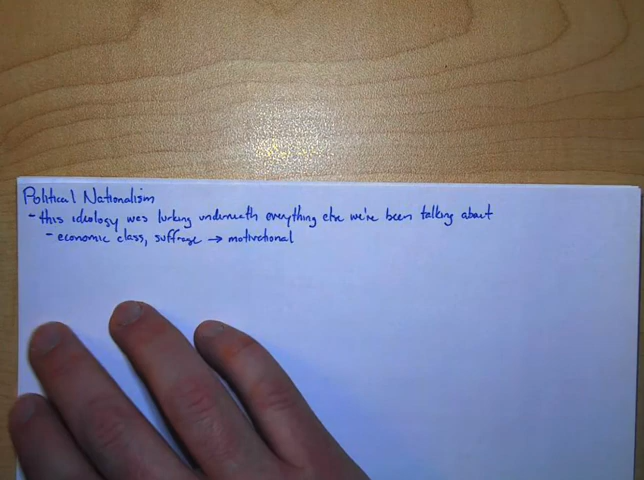 Political Nationalism
- this ideology was lurking underneath everything else we've been talking about
- economic class, suffrage → motivational